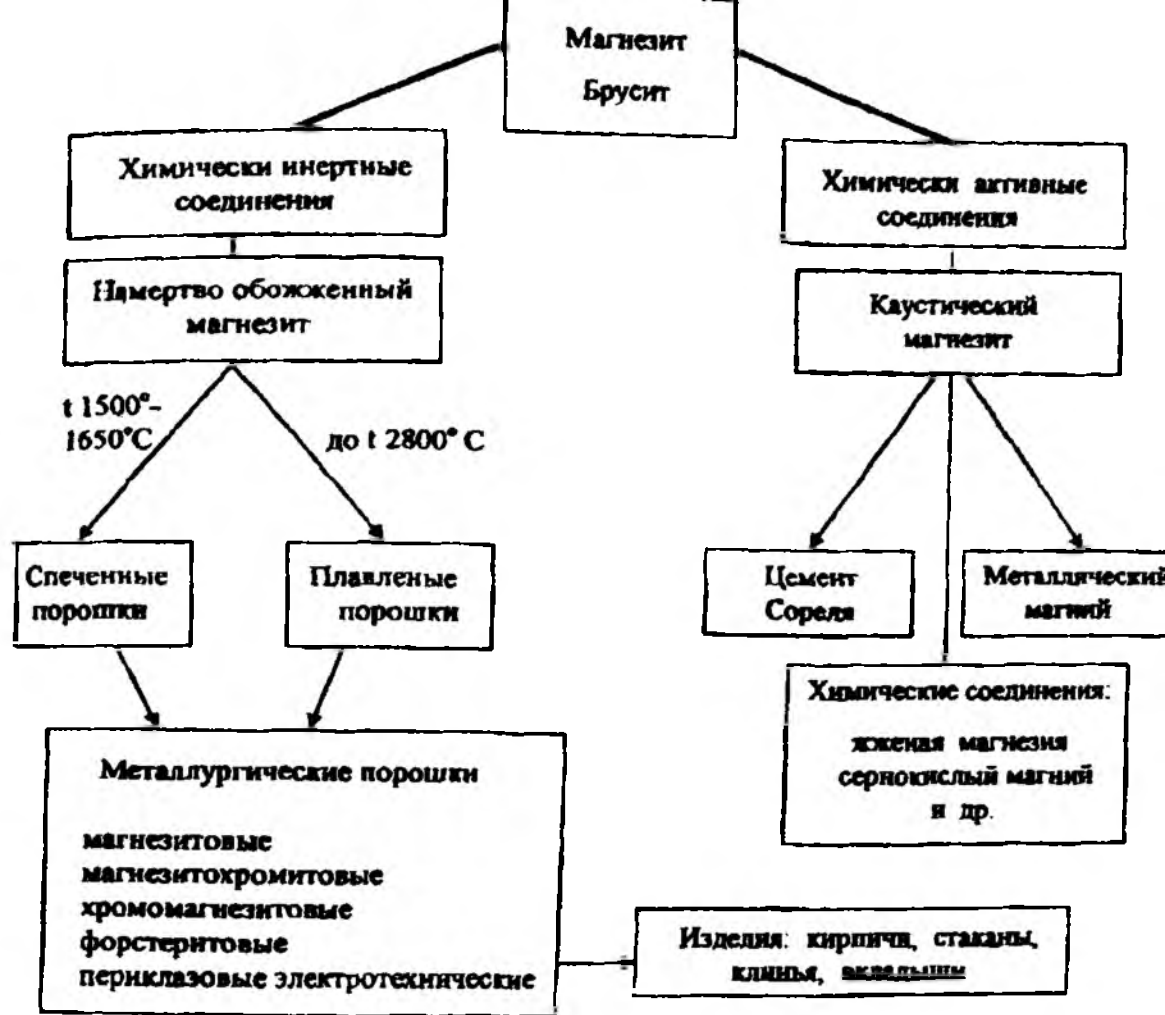 Магнезит
Брусит
Химически инертные
соединения
Химически активные
соединения
Намертво обожженный
магнезит
Каустический
магнезит
t 1500°-
1650°C
до t 2800° C
Спеченные
порошки
Плавленые
порошки
Цемент
Сореля
Металлический
магний
Химические соединения:
жженая магнезия
сернокислый магний
и др.
Металлургические порошки
магнезитовые
магнезитохромитовые
хромомагнезитовые
форстеритовые
периклазовые электротехнические
Изделия: кирпичи, стаканы,
клинья, вкладыши